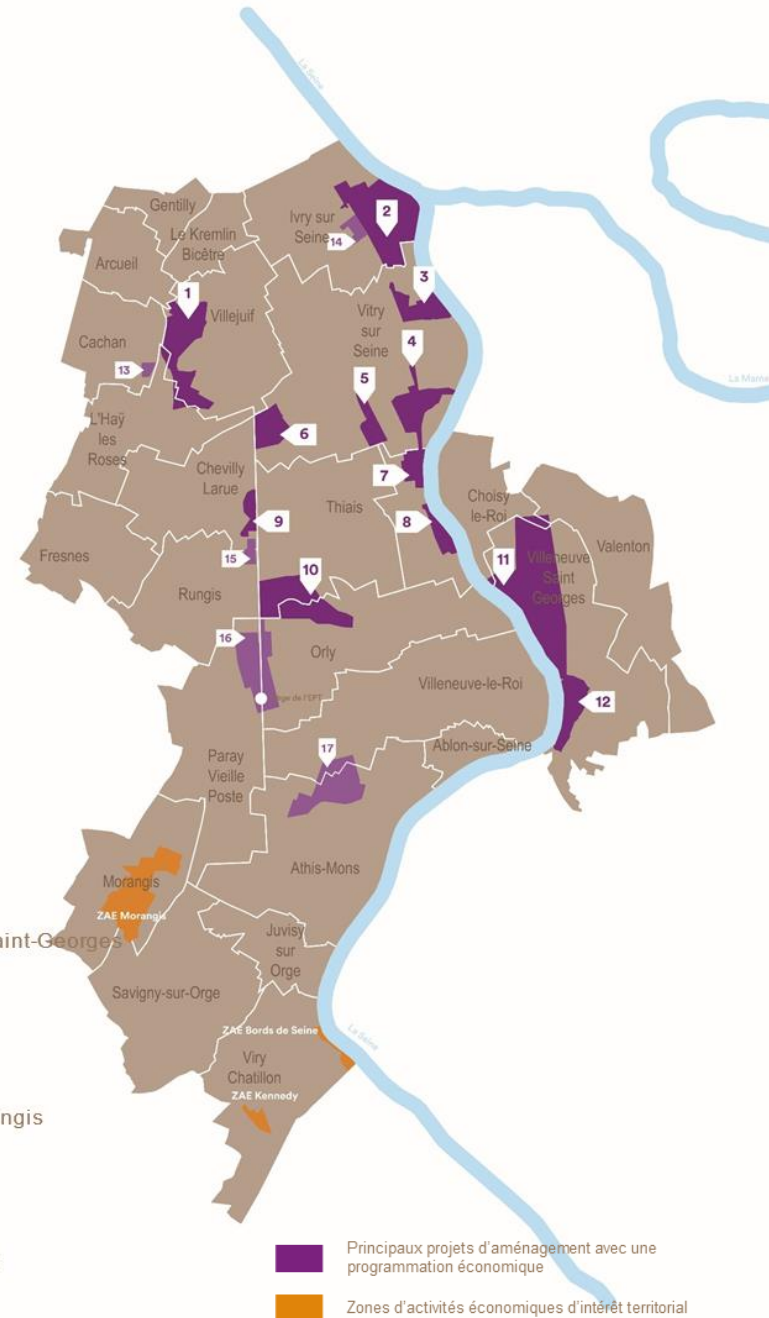 La Seine
Gentilly
Le Kremlin
Bicêtre
Ivry sur
Seine
2
14
Arcueil
3
1
Villejuif
Vitry
sur
Seine
La Marne
Cachan
4
13
5
L'Haÿ
les
Roses
6
Chevilly
Larue
7
Choisy
le-Roi
Thiais
9
8
Fresnes
15
Valenton
11
Villeneuve
Saint
Georges
10
Rungis
16
Orly
Villeneuve-le-Roi
12
siège de l'EPT
17
Ablon-sur-Seine
Paray
Vieille
Poste
Athis-Mons
Morangis
ZAE Morangis
aint-Georges
Juvisy
sur
Orge
Savigny-sur-Orge
ZAE Bords de Seine
La Seine
Viry
Chatillon
ZAE Kennedy
ngis
Principaux projets d'aménagement avec une
programmation économique
Zones d'activités économiques d'intérêt territorial